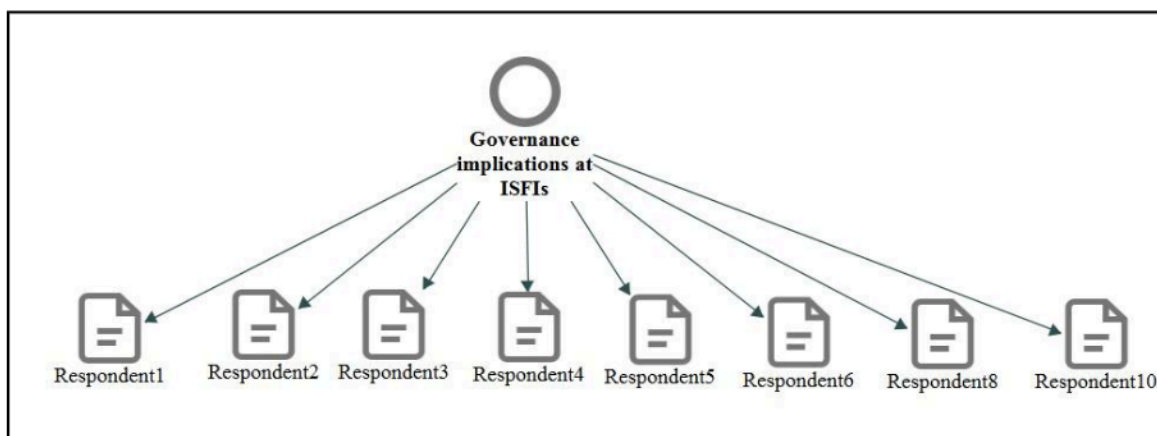 Governance
implications at
ISFIs
Respondent1
Respondent2
Respondent3
Respondent4
Respondent5
Respondent6
Respondent8
Respondent10